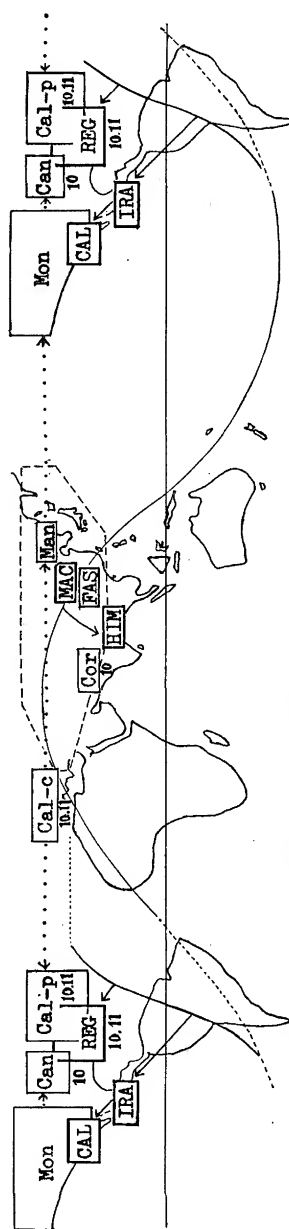 Mon
CAL
Can
10
Cal-p
10,11
REG
10,11
IRA
Cal-c
10,11
Cor
10
HIM
FAS
MAC
Man
Mon
CAL
Can
10
Cal-p
10,11
REG
10,11
IRA